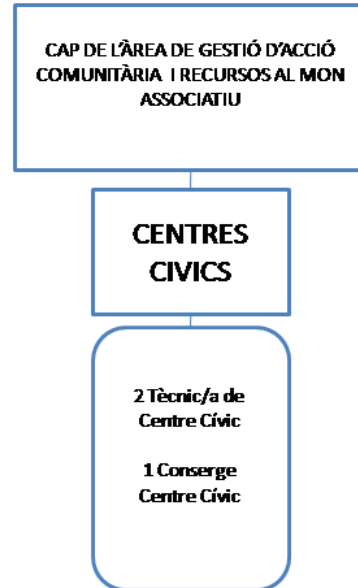 CAP DE L'ÀREA DE GESTIÓ D'ACCIÓ
COMUNITÀRIA I RECURSOS AL MON
ASSOCIATIU
CENTRES
CIVICS
2 Tècnic/a de
Centre Cívic
1 Conserge
Centre Cívic